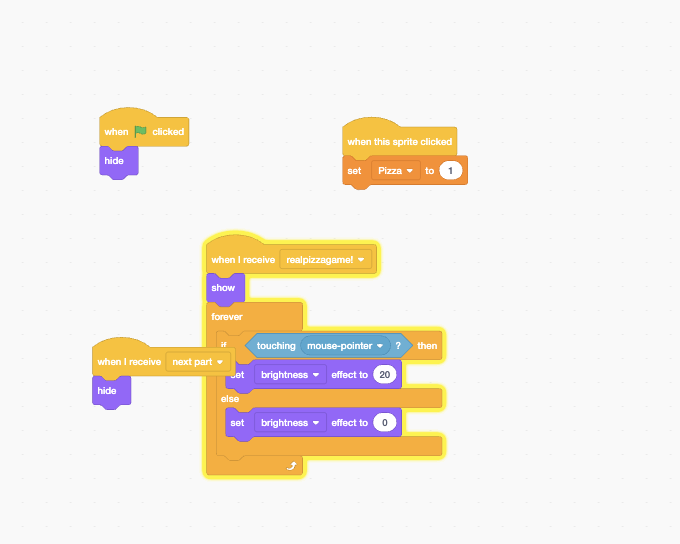 when clicked
hide
when this sprite clicked
set Pizza to 1
when I receive realpizzagame!
show
forever
if touching mouse-pointer ? then
set brightness effect to 20
else
set brightness effect to 0
when I receive next part
hide